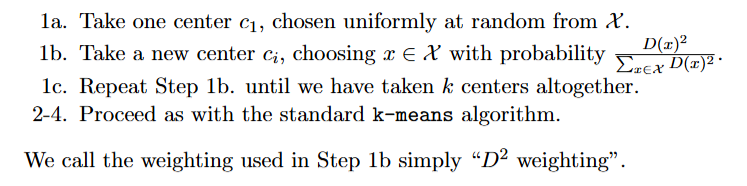 1a. Take one center c₁, chosen uniformly at random from 𝒳.
1b. Take a new center cᵢ, choosing x ∈ 𝒳 with probability D(x)²/∑ₓ∈𝒳 D(x)².
1c. Repeat Step 1b. until we have taken k centers altogether.
2-4. Proceed as with the standard k-means algorithm.
We call the weighting used in Step 1b simply “D² weighting”.